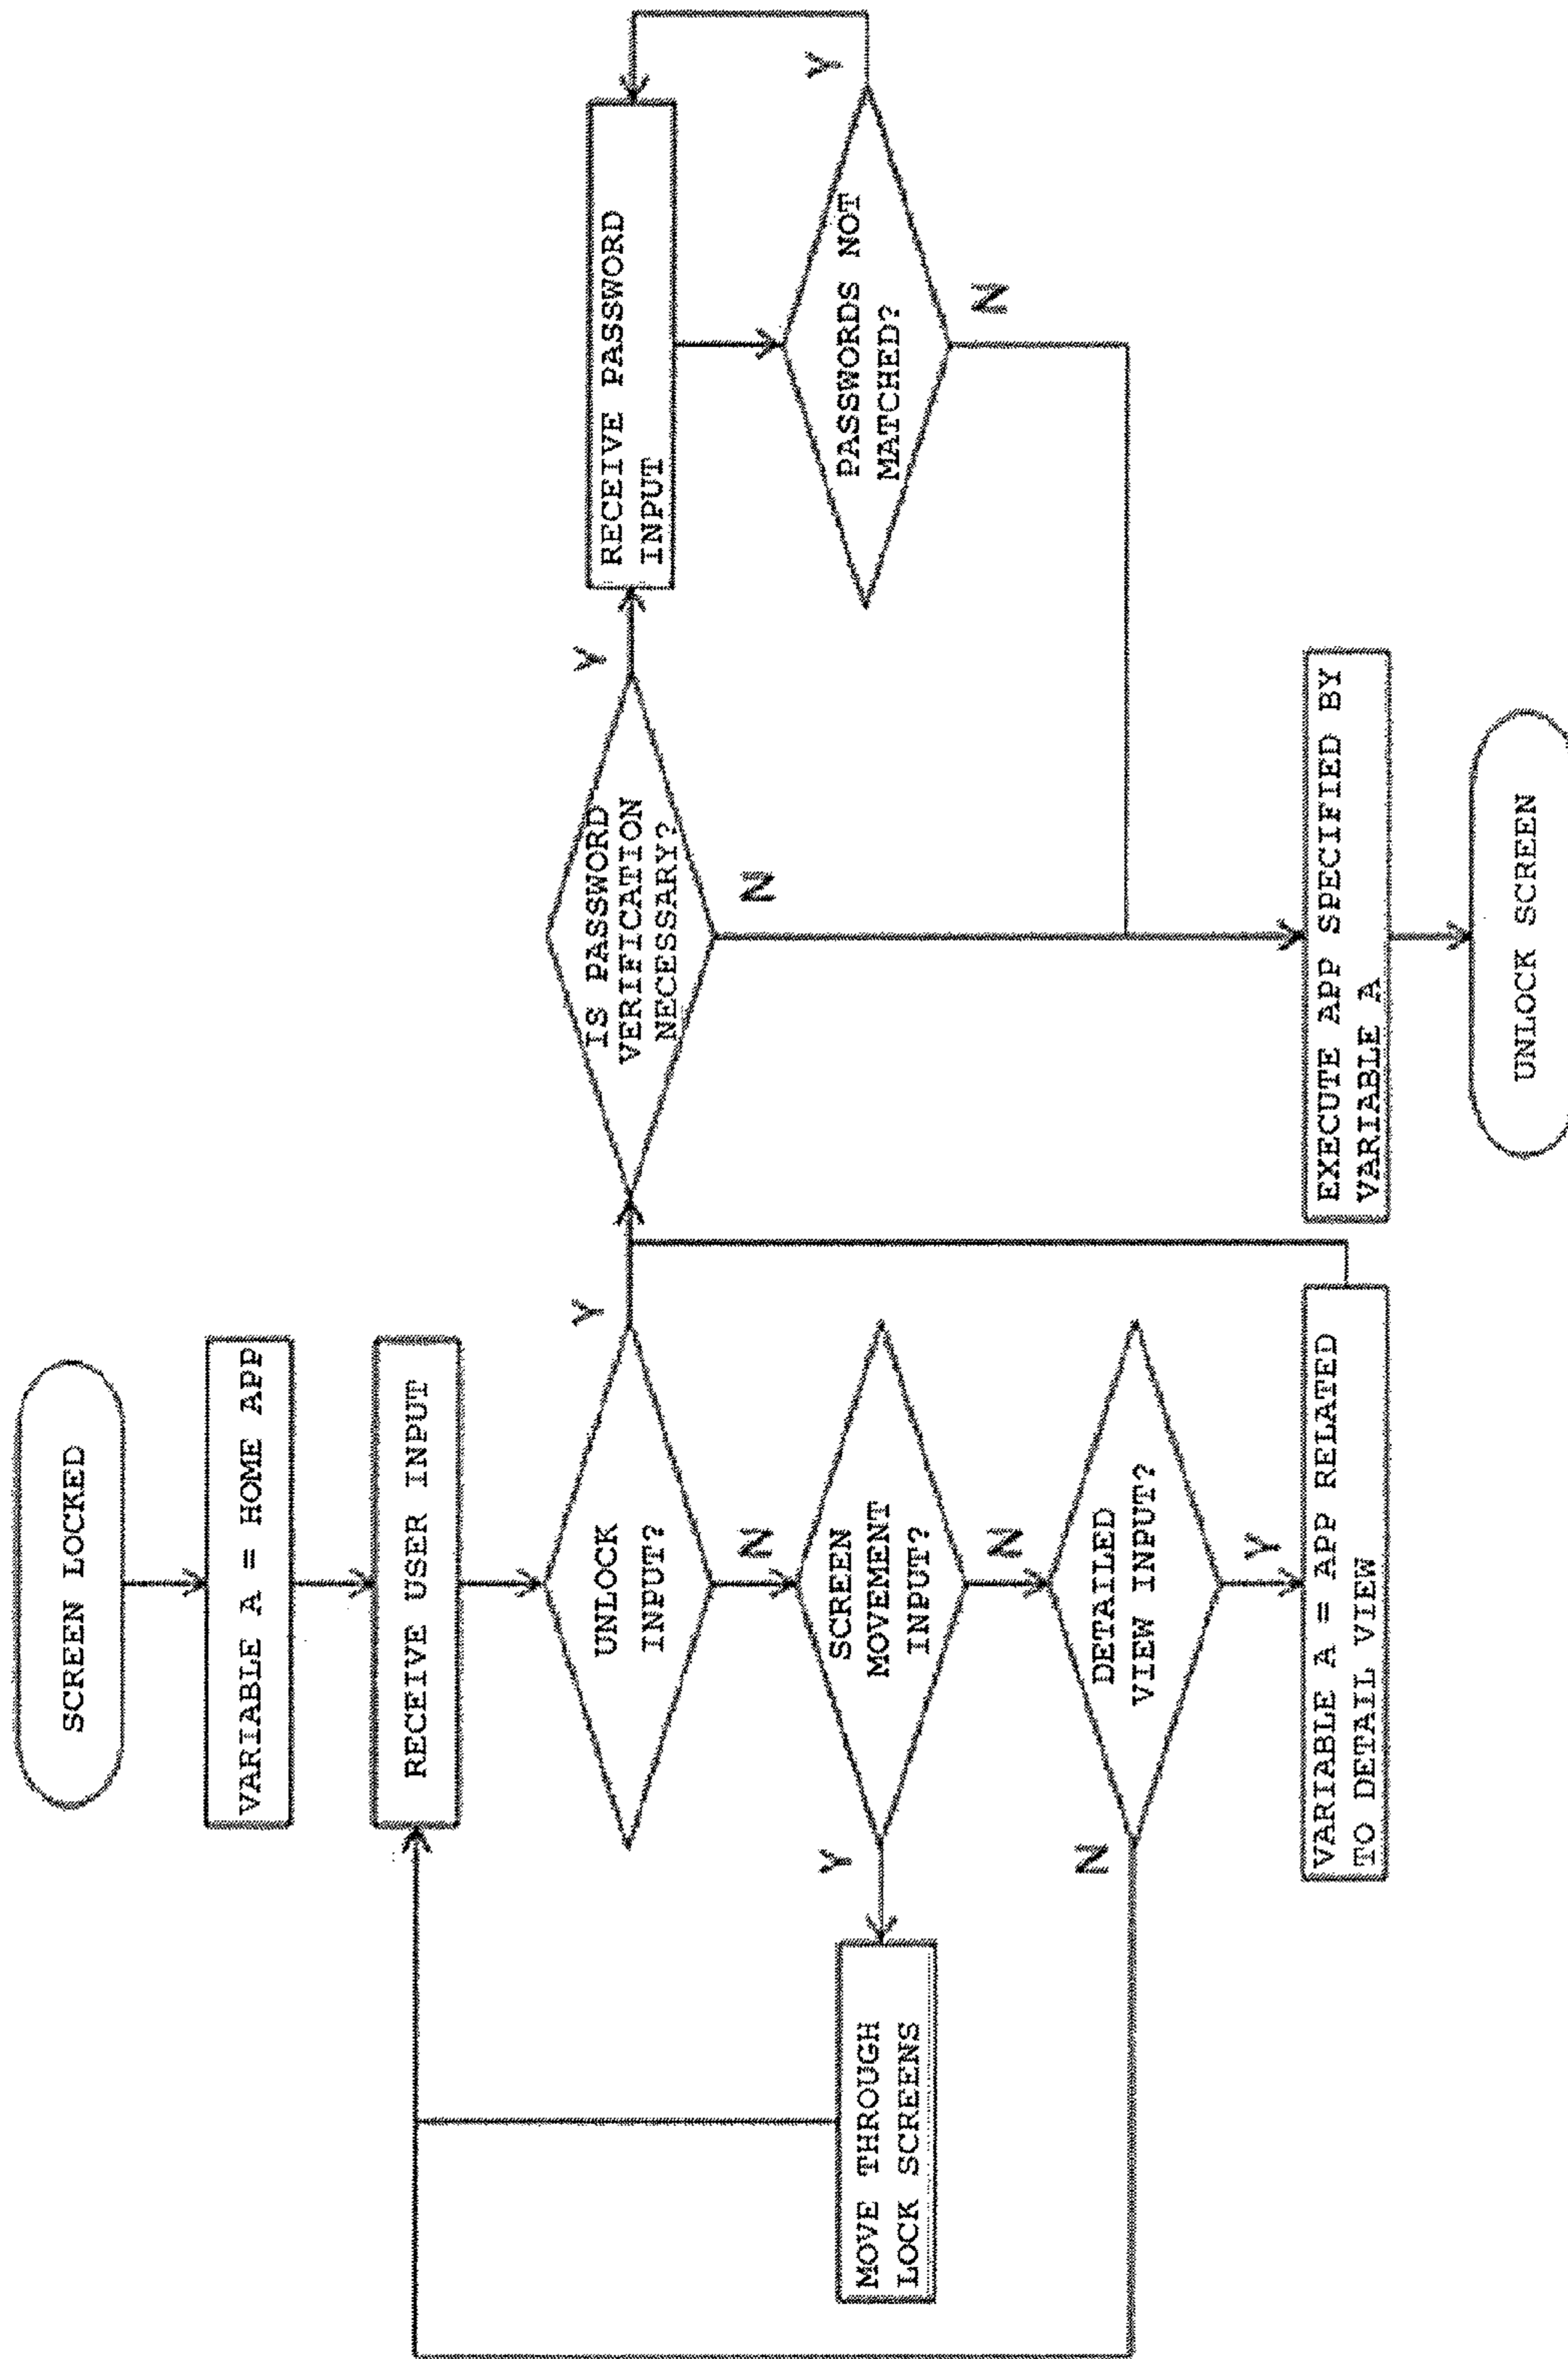 SCREEN LOCKED
VARIABLE A = HOME APP
RECEIVE USER INPUT
UNLOCK
INPUT?
Y
N
SCREEN
MOVEMENT
INPUT?
Y
N
MOVE THROUGH
LOCK SCREENS
DETAILED
VIEW INPUT?
N
Y
VARIABLE A = APP RELATED
TO DETAIL VIEW
IS PASSWORD
VERIFICATION
NECESSARY?
Y
N
RECEIVE PASSWORD
INPUT
PASSWORDS NOT
MATCHED?
Y
N
EXECUTE APP SPECIFIED BY
VARIABLE A
UNLOCK SCREEN